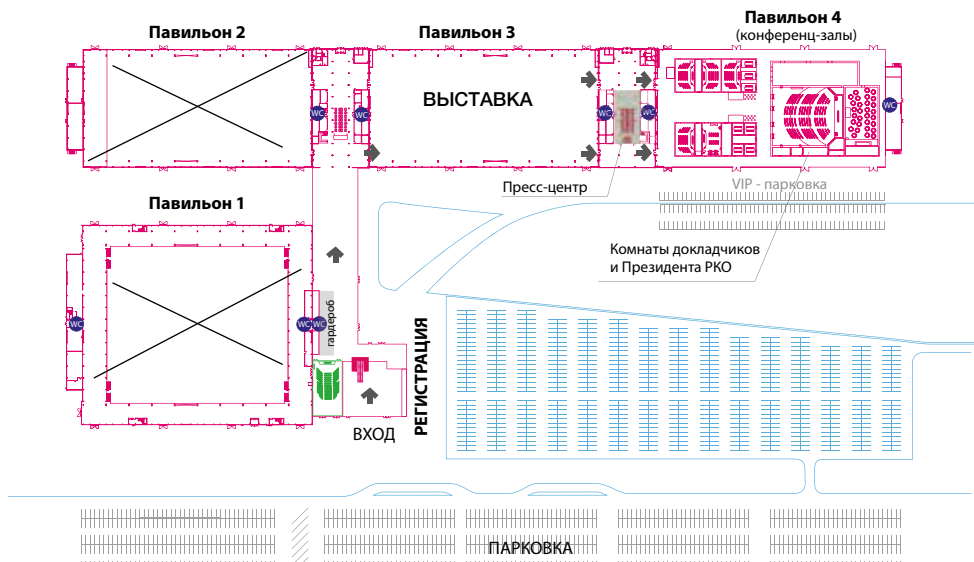 Павильон 2
Павильон 3
Павильон 4
(конференц-залы)
ВЫСТАВКА
WC
WC
WC
WC
WC
Пресс-центр
VIP - парковка
Павильон 1
Комнаты докладчиков
и Президента РКО
WC
WC
WC
гардероб
РЕГИСТРАЦИЯ
ВХОД
ПАРКОВКА